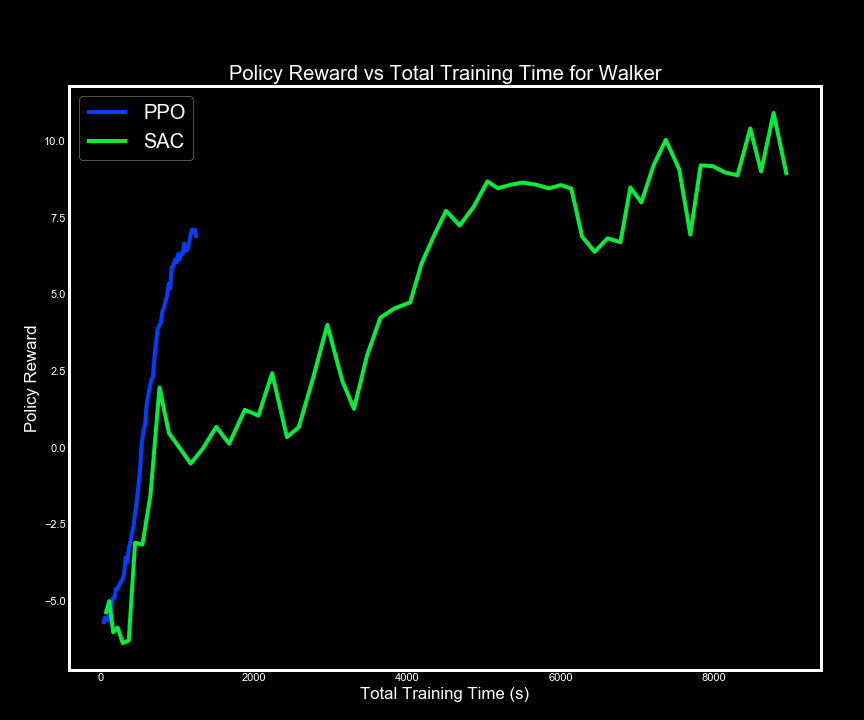 Policy Reward vs Total Training Time for Walker
PPO
SAC
10.0
7.5
5.0
2.5
0.0
−2.5
−5.0
Policy Reward
0 2000 4000 6000 8000
Total Training Time (s)